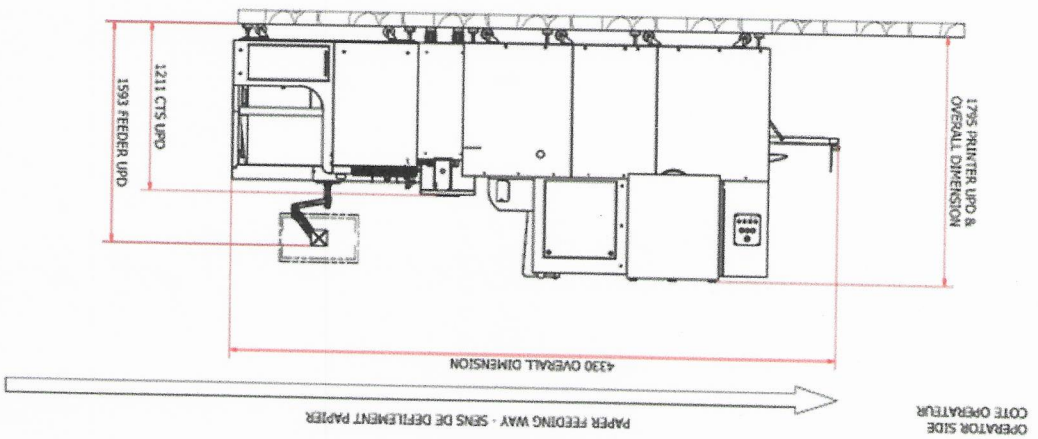 OPERATOR SIDE
COTE OPERATEUR
PAPER FEEDING WAY - SENS DE DEFILEMENT PAPIER
4330 OVERALL DIMENSION
1795 PRINTER UPD &
OVERALL DIMENSION
1211 CTS UPD
1593 FEEDER UPD